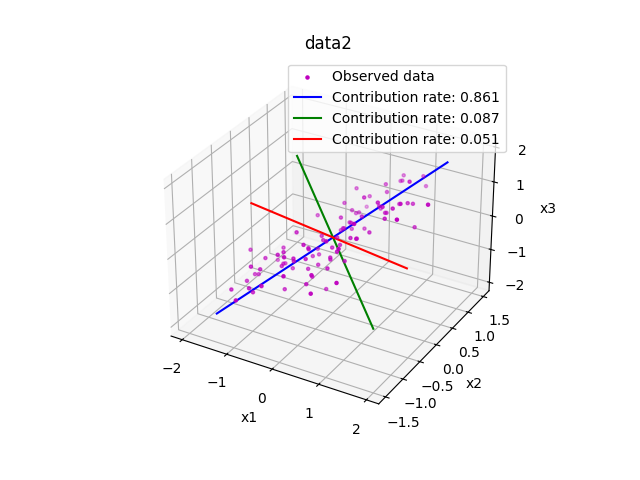 data2
Observed data
Contribution rate: 0.861
Contribution rate: 0.087
Contribution rate: 0.051
2
1
0
−1
−2
x3
1.5
1.0
0.5
0.0
−0.5
−1.0
−1.5
x2
−2
−1
0
1
2
x1